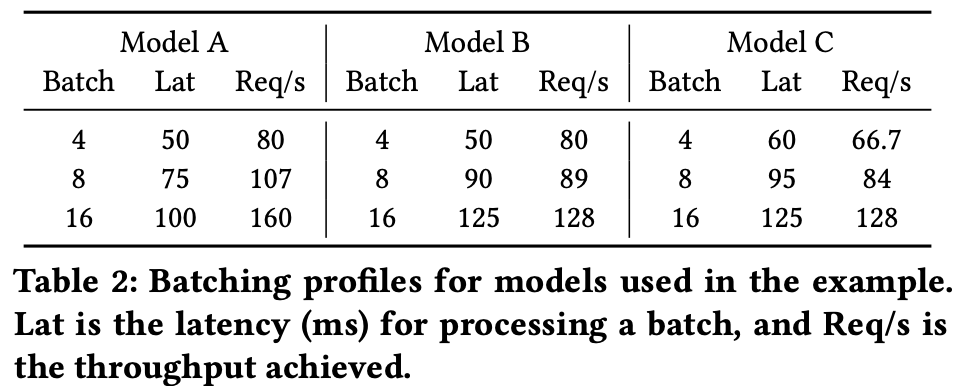 Model A Model B Model C
Batch Lat Req/s Batch Lat Req/s Batch Lat Req/s
4 50 80 4 50 80 4 60 66.7
8 75 107 8 90 89 8 95 84
16 100 160 16 125 128 16 125 128
Table 2: Batching profiles for models used in the example.
Lat is the latency (ms) for processing a batch, and Req/s is
the throughput achieved.